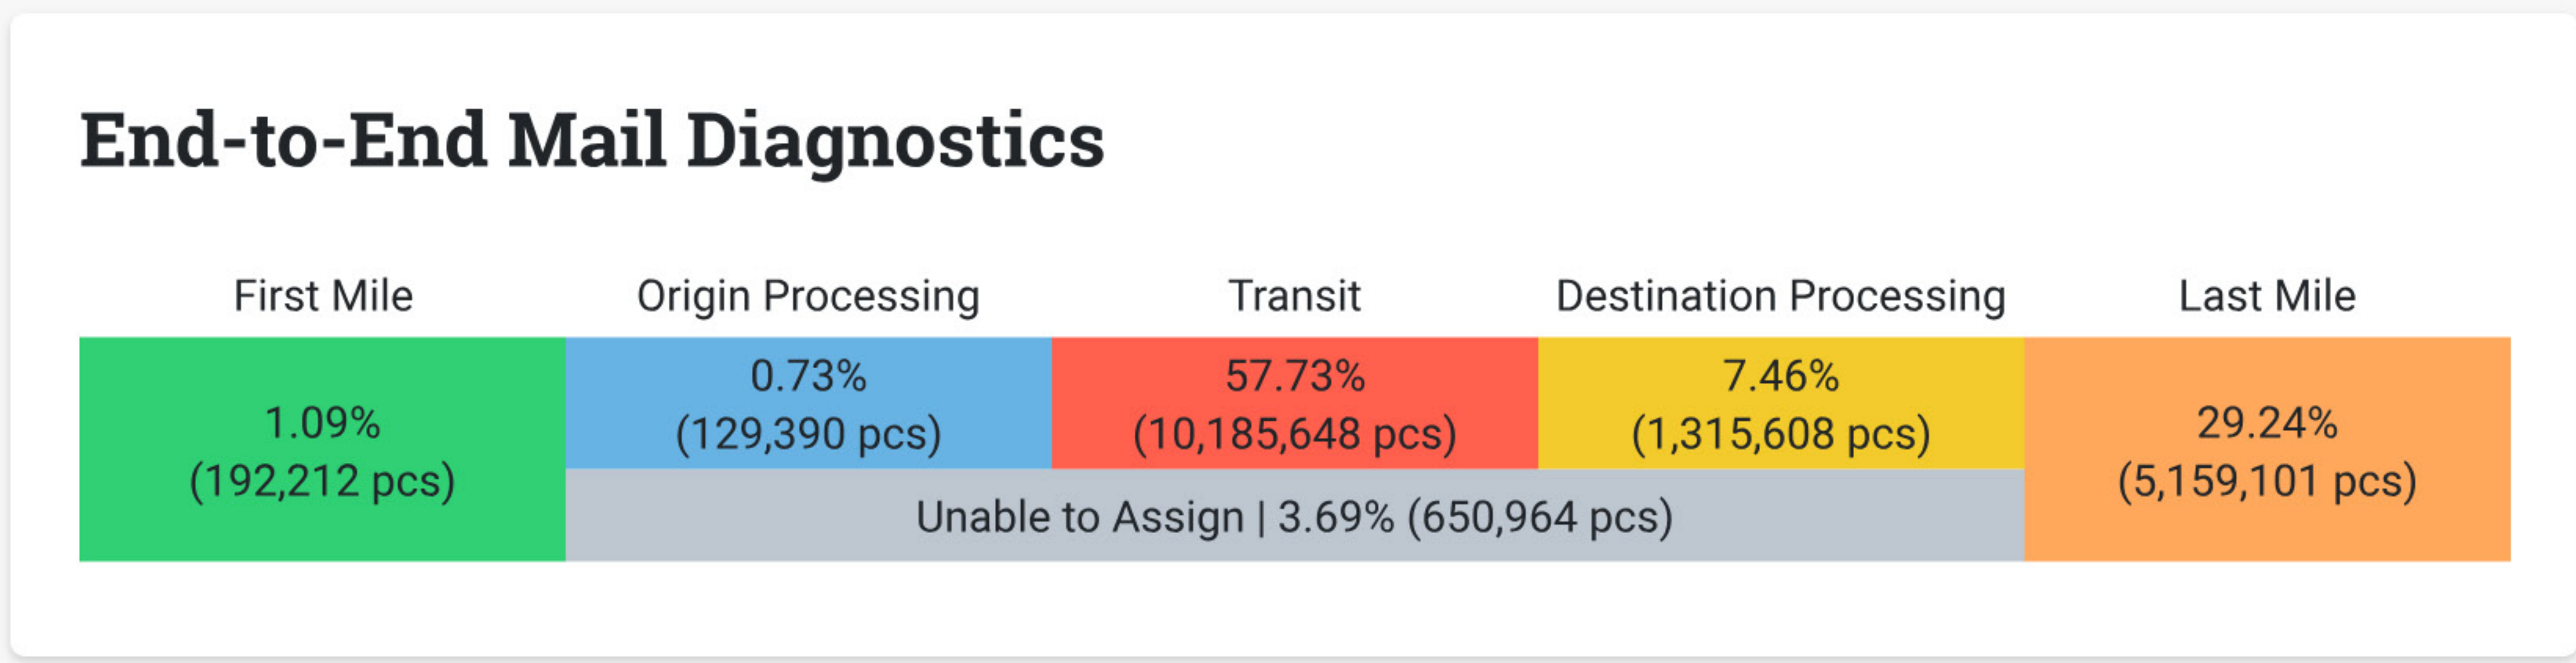 End-to-End Mail Diagnostics
First Mile
Origin Processing
Transit
Destination Processing
Last Mile
1.09%
(192,212 pcs)
0.73%
(129,390 pcs)
57.73%
(10,185,648 pcs)
7.46%
(1,315,608 pcs)
29.24%
(5,159,101 pcs)
Unable to Assign | 3.69% (650,964 pcs)